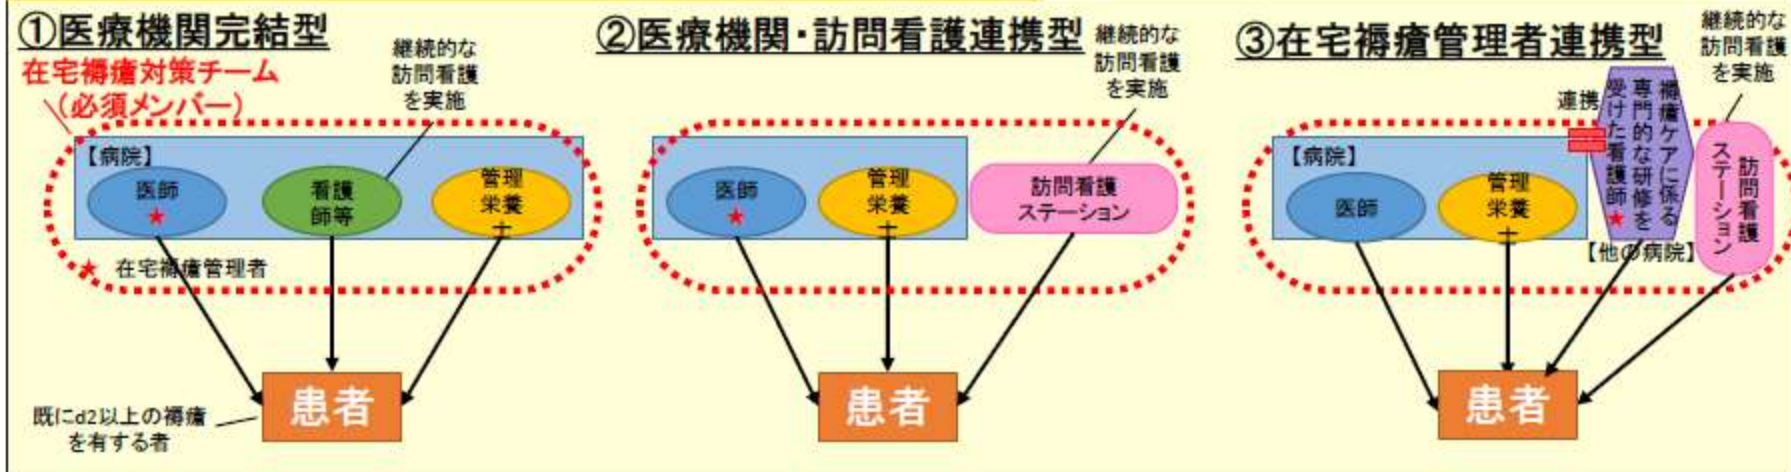 ①医療機関完結型
在宅褥瘡対策チーム
（必須メンバー）
継続的な
訪問看護
を実施
【病院】
医師
★
看護
師等
管理
栄養
士
★ 在宅褥瘡管理者
患者
既にd2以上の褥瘡
を有する者
②医療機関・訪問看護連携型
継続的な
訪問看護
を実施
医師
★
管理
栄養
士
訪問看護
ステーション
患者
③在宅褥瘡管理者連携型
継続的な
訪問看護
を実施
連携
【病院】
医師
管理
栄養
士
褥瘡ケアに係る
専門的な研修を
受けた看護師★
【他の病院】
訪問看護
ステーション
患者